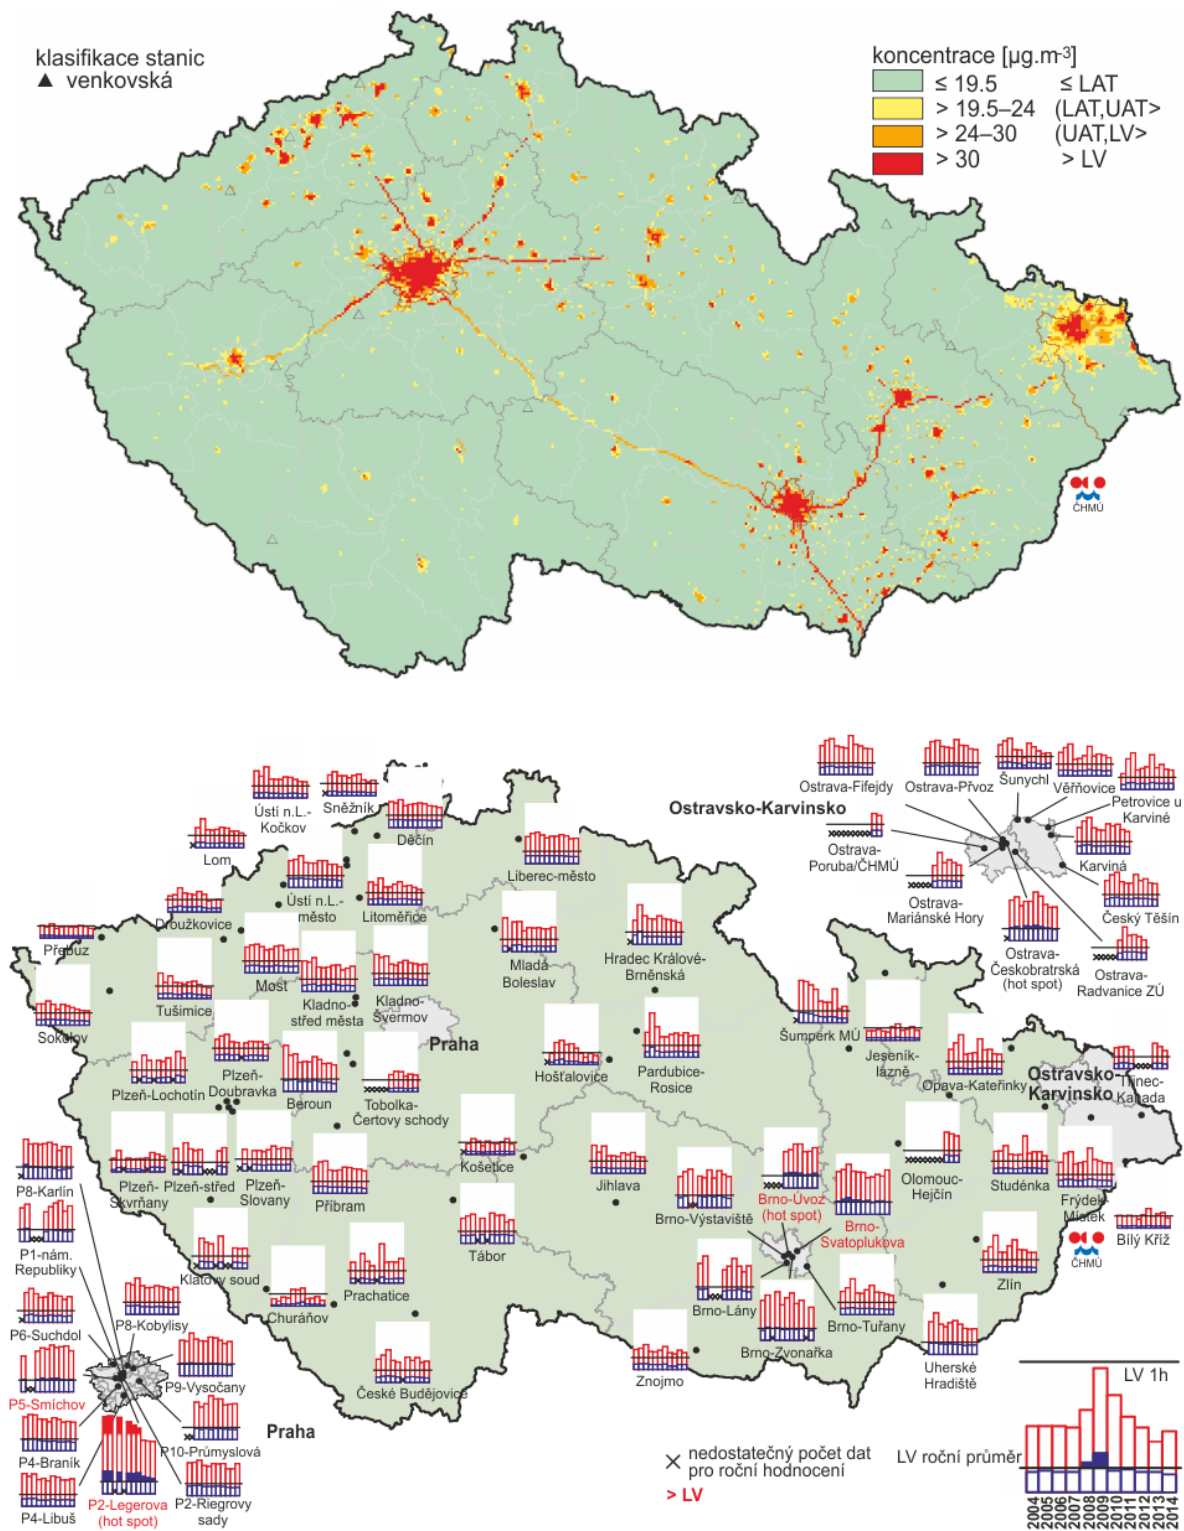 klasifikace stanic
▲ venkovská
koncentrace [µg.m-3]
≤ 19.5 ≤ LAT
> 19.5–24 (LAT,UAT>
> 24–30 (UAT,LV>
> 30 > LV
ČHMÚ
Ústí n.L.-
Kočkov
Sněžník
Děčín
Lom
Ústí n.L.-
město
Litoměřice
Liberec-město
Droužkovice
Přebuz
Most
Tušimice
Sokolov
Kladno-
střed města
Kladno-
Švermov
Mladá
Boleslav
Hradec Králové-
Brněnská
Praha
Plzeň-Lochotín
Plzeň-
Doubravka
Beroun
Tobolka-
Čertovy schody
Hošťalovice
Pardubice-
Rosice
Šumperk MÚ
Jeseník-
lázně
Opava-Kateřinky
Ostravsko-Karvinsko
Ostrava-Fifejdy
Ostrava-Přívoz
Šunychl
Věřňovice
Petrovice u
Karviné
Ostrava-
Poruba/ČHMÚ
Karviná
Ostrava-
Mariánské Hory
Český Těšín
Ostrava-
Českobratrská
(hot spot)
Ostrava-
Radvanice ZÚ
Ostravsko-
Karvinsko
Třinec-
Kanada
P8-Karlín
Plzeň-
Skvrňany
Plzeň-střed
Plzeň-
Slovany
Příbram
Košetice
Jihlava
Brno-Výstaviště
Brno-Úvoz
(hot spot)
Brno-
Svatoplukova
Olomouc-
Hejčín
Studénka
Frýdek-
Místek
Bílý Kříž
ČHMÚ
P1-nám.
Republiky
Klatovy soud
Prachatice
Tábor
Churáňov
Brno-Lány
Brno-Zvonařka
Brno-Tuřany
Zlín
P6-Suchdol
P8-Kobylisy
P9-Vysočany
P5-Smíchov
České Budějovice
Znojmo
Uherské
Hradiště
P4-Braník
P10-Průmyslová
Praha
P4-Libuš
P2-Legerova
(hot spot)
P2-Riegrovy
sady
× nedostatečný počet dat
pro roční hodnocení
> LV
LV 1h
LV roční průměr
2004
2005
2006
2007
2008
2009
2010
2011
2012
2013
2014